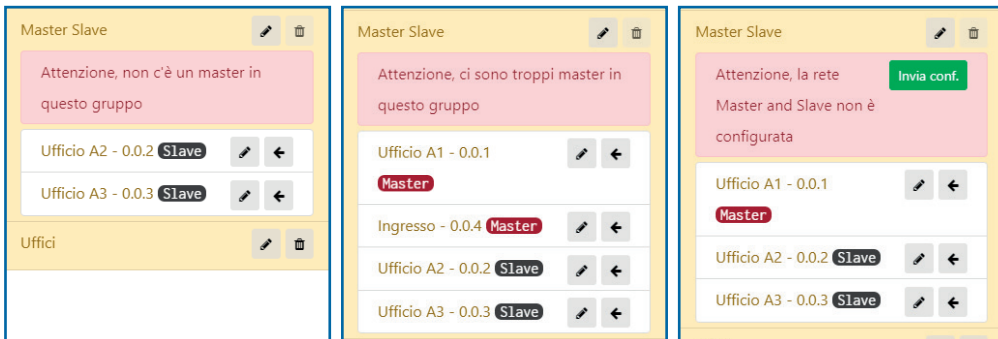 Master Slave
Attenzione, non c'è un master in
questo gruppo
Ufficio A2 - 0.0.2 Slave
Ufficio A3 - 0.0.3 Slave
Uffici
Master Slave
Attenzione, ci sono troppi master in
questo gruppo
Ufficio A1 - 0.0.1
Master
Ingresso - 0.0.4 Master
Ufficio A2 - 0.0.2 Slave
Ufficio A3 - 0.0.3 Slave
Master Slave
Attenzione, la rete Invia conf.
Master and Slave non è
configurata
Ufficio A1 - 0.0.1
Master
Ufficio A2 - 0.0.2 Slave
Ufficio A3 - 0.0.3 Slave